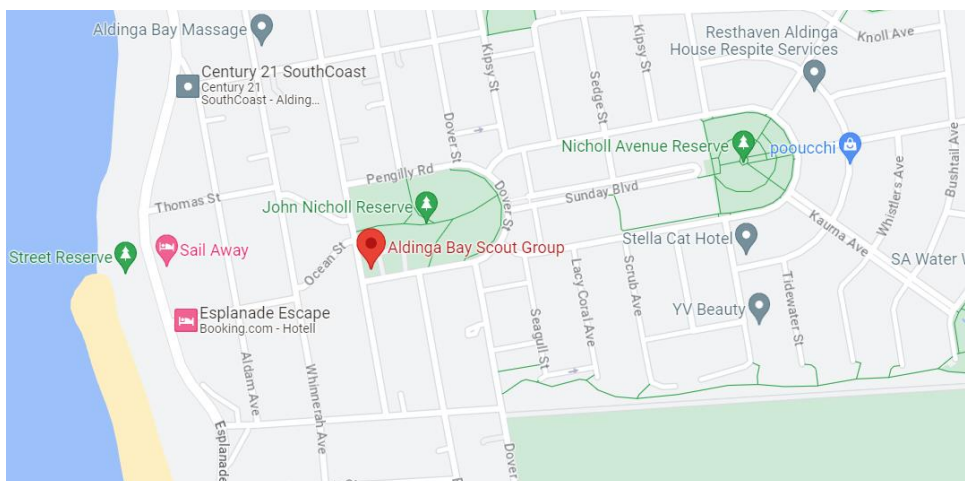 Aldinga Bay Massage
Kipsy St
Kipsy St
Resthaven Aldinga
House Respite Services
Knoll Ave
Century 21 SouthCoast
Century 21
SouthCoast - Alding...
Sedge St
Dover St
Bushtail Ave
Nicholl Avenue Reserve
pooucchi
Pengilly Rd
Whistlers Ave
Thomas St
John Nicholl Reserve
Dover St
Sunday Blvd
Kauma Ave
Street Reserve
Sail Away
Ocean St
Aldinga Bay Scout Group
Stella Cat Hotel
SA Water W
Esplanade Escape
Booking.com - Hotell
Seagull St
Lacy Coral Ave
Scrub Ave
YV Beauty
Tidewater St
Aldam Ave
Whinnerah Ave
Esplanade
Dover